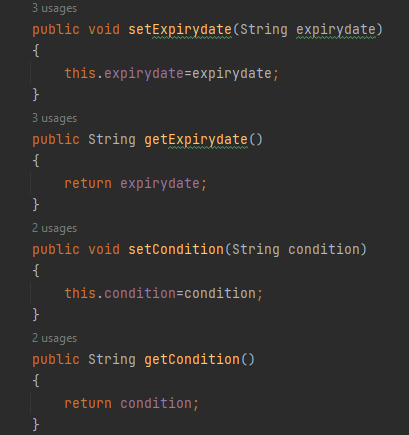 3 usages
public void setExpirydate(String expirydate)
{
    this.expirydate=expirydate;
}
3 usages
public String getExpirydate()
{
    return expirydate;
}
2 usages
public void setCondition(String condition)
{
    this.condition=condition;
}
2 usages
public String getCondition()
{
    return condition;
}